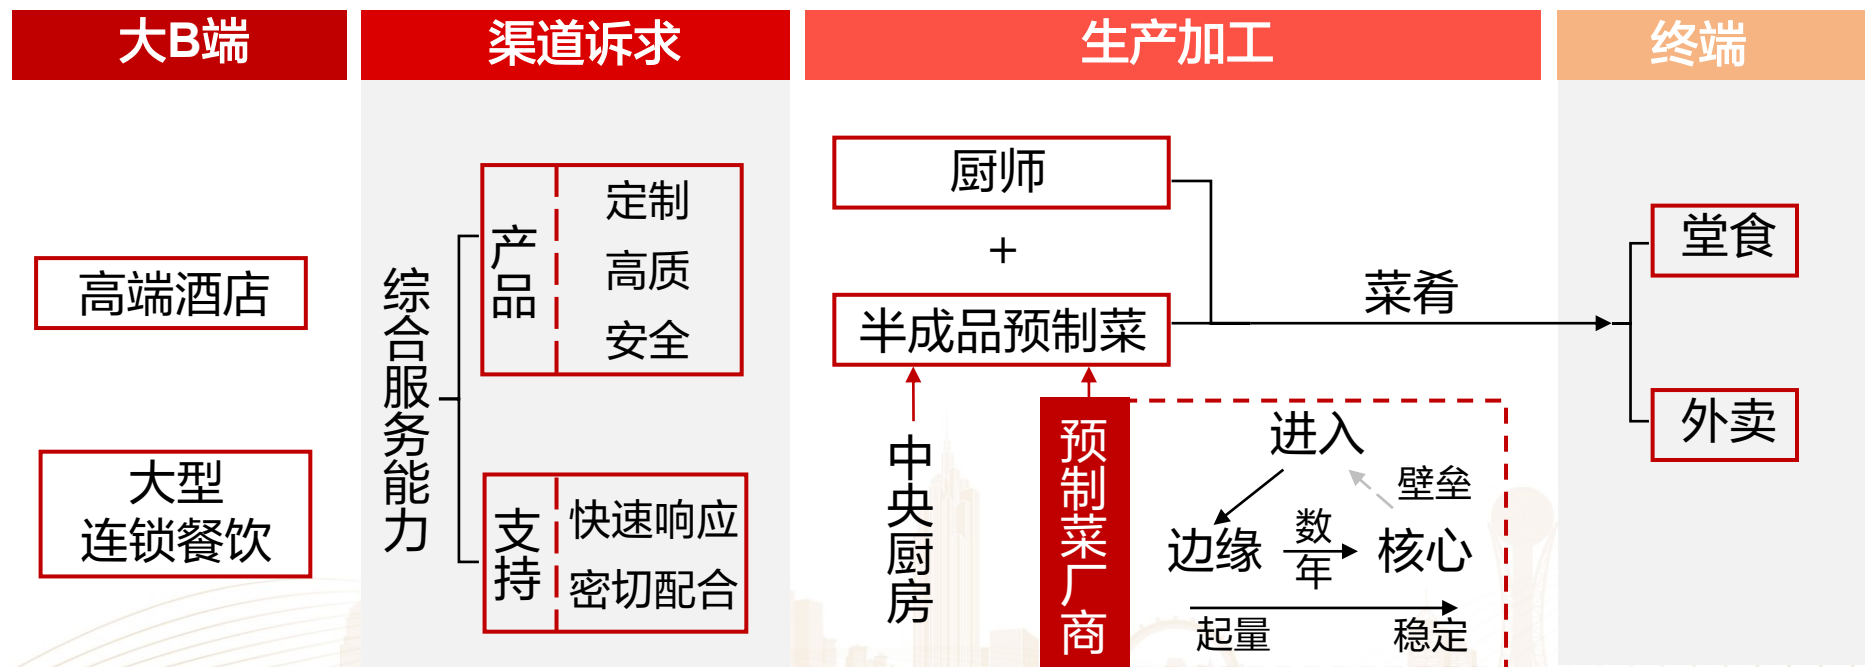 大B端
渠道诉求
生产加工
终端
高端酒店
大型
连锁餐饮
综合服务能力
产品
定制
高质
安全
支持
快速响应
密切配合
厨师
+
半成品预制菜
中央厨房
预制菜厂商
进入
壁垒
边缘
数年
核心
起量
稳定
菜肴
堂食
外卖